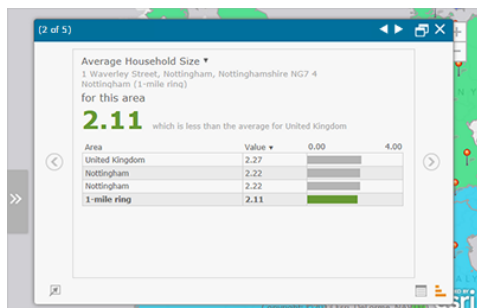 (2 of 5)
Average Household Size ▾
1 Waverley Street, Nottingham, Nottinghamshire NG7 4
Nottingham (1-mile ring)
for this area
2.11 which is less than the average for United Kingdom
Area Value ▾ 0.00 4.00
United Kingdom 2.27
Nottingham 2.22
Nottingham 2.22
1-mile ring 2.11
esri